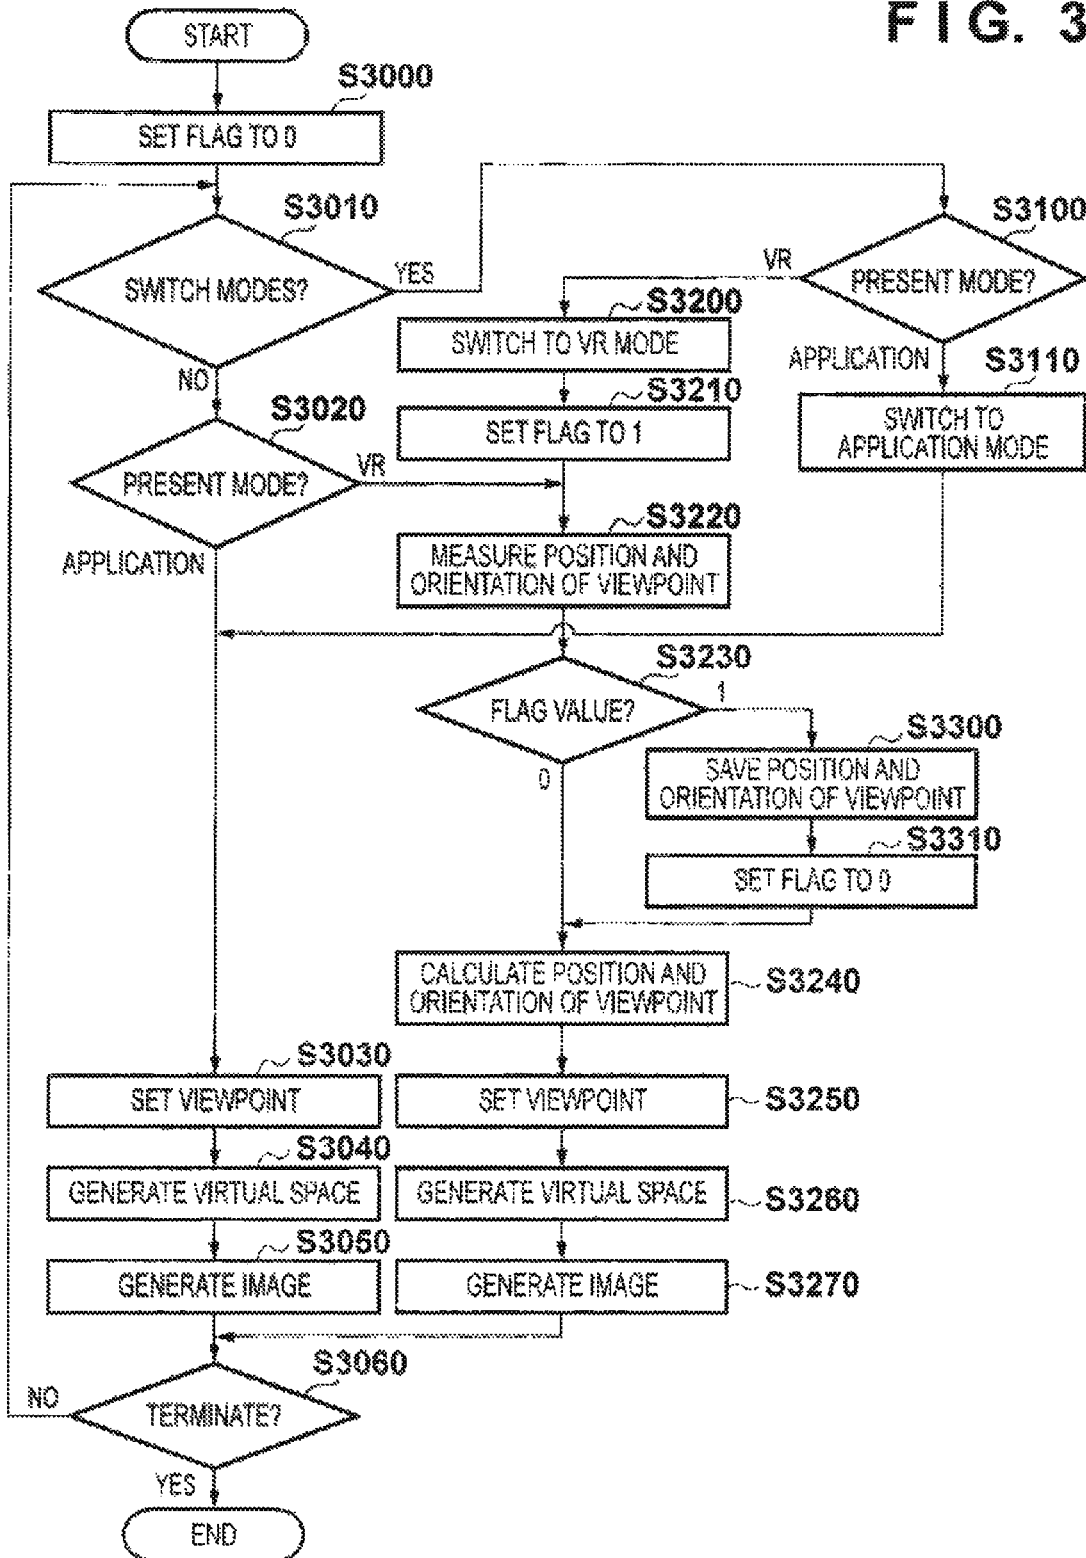 FIG. 3
START
S3000
SET FLAG TO 0
S3010
SWITCH MODES?
YES
NO
S3100
PRESENT MODE?
VR
APPLICATION
S3200
SWITCH TO VR MODE
S3210
SET FLAG TO 1
S3110
SWITCH TO
APPLICATION MODE
S3020
PRESENT MODE?
VR
APPLICATION
S3220
MEASURE POSITION AND
ORIENTATION OF VIEWPOINT
S3230
FLAG VALUE?
1
0
S3300
SAVE POSITION AND
ORIENTATION OF VIEWPOINT
S3310
SET FLAG TO 0
CALCULATE POSITION AND
ORIENTATION OF VIEWPOINT
S3240
S3030
SET VIEWPOINT
SET VIEWPOINT
S3250
S3040
GENERATE VIRTUAL SPACE
GENERATE VIRTUAL SPACE
S3260
S3050
GENERATE IMAGE
GENERATE IMAGE
S3270
S3060
TERMINATE?
NO
YES
END